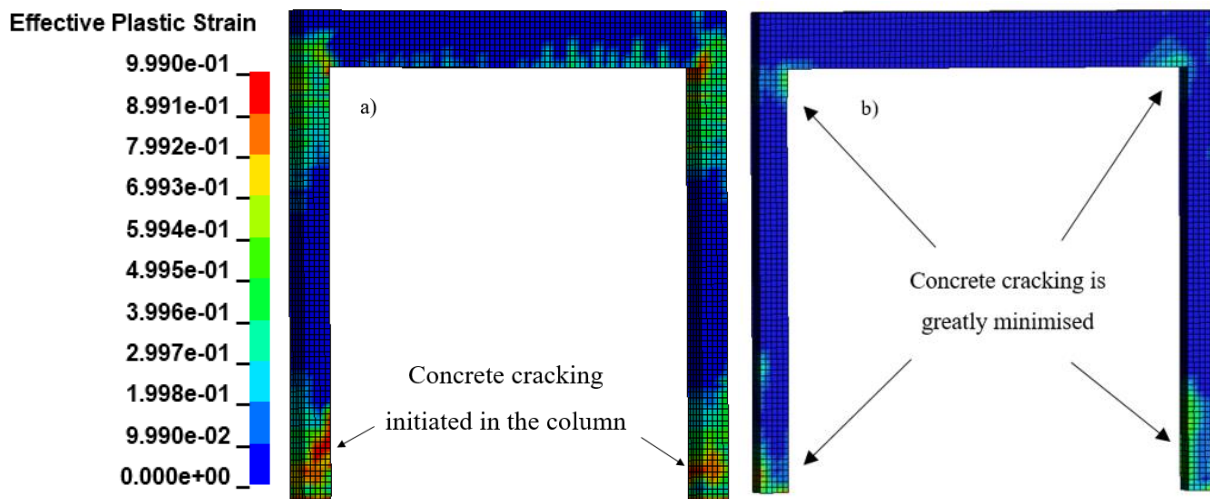 Effective Plastic Strain
9.990e-01
8.991e-01
7.992e-01
6.993e-01
5.994e-01
4.995e-01
3.996e-01
2.997e-01
1.998e-01
9.990e-02
0.000e+00
a)
Concrete cracking
initiated in the column
b)
Concrete cracking is
greatly minimised